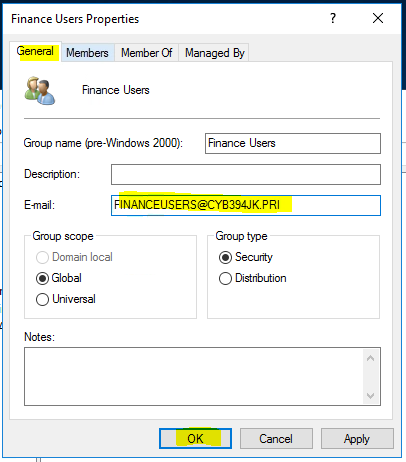 Finance Users Properties
General Members Member Of Managed By
Finance Users
Group name (pre-Windows 2000): Finance Users
Description:
E-mail: FINANCEUSERS@CYB394JK.PRI
Group scope Group type
Domain local Security
Global Distribution
Universal
Notes:
OK Cancel Apply